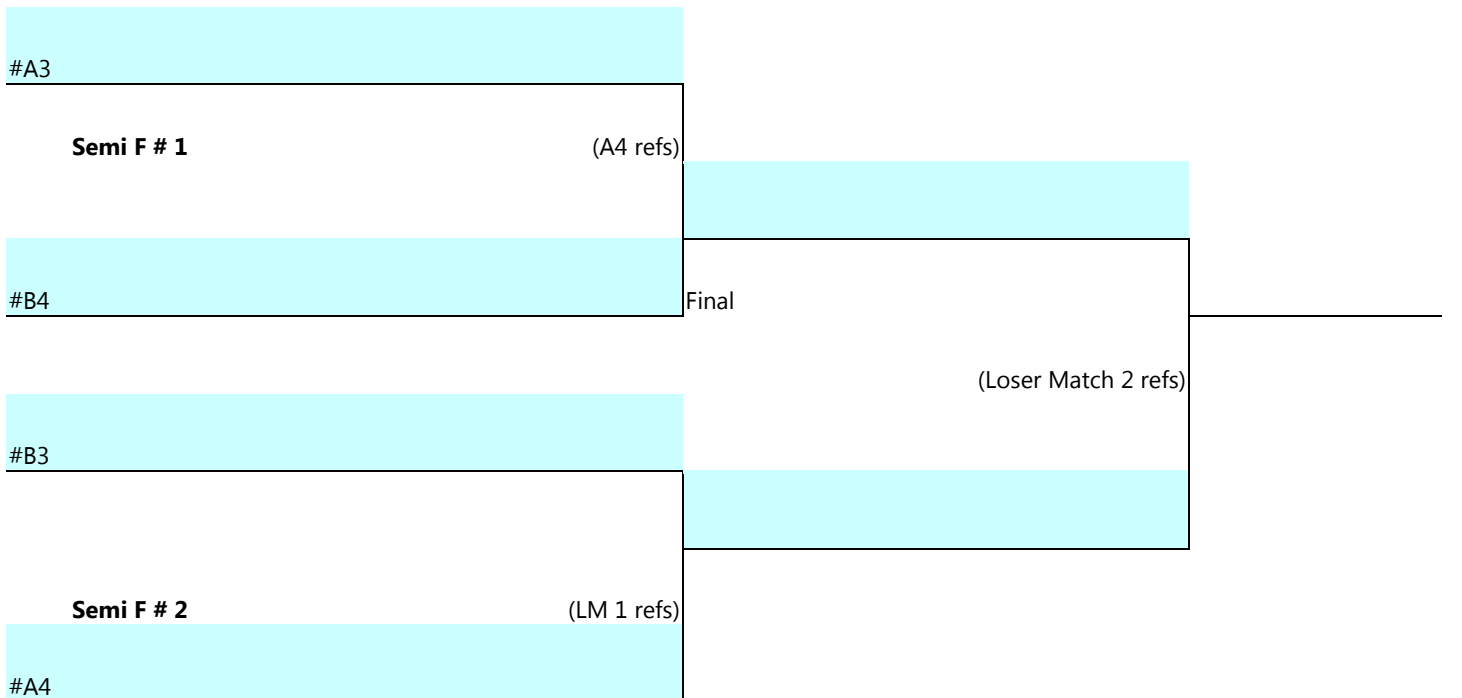 #A3
Semi F # 1 (A4 refs)
#B4 Final
(Loser Match 2 refs)
#B3
Semi F # 2 (LM 1 refs)
#A4